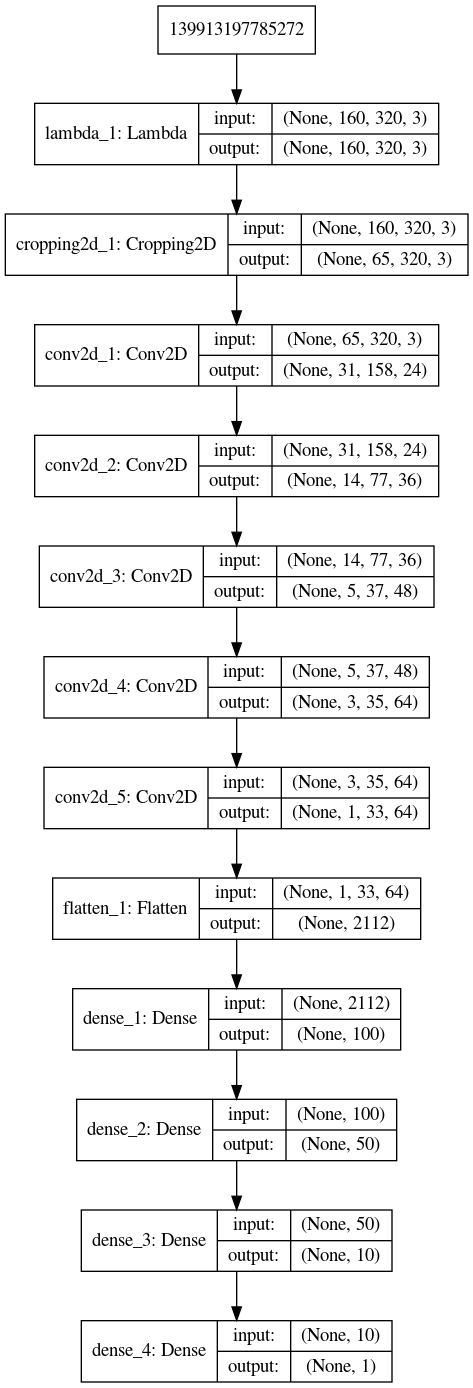 139913197785272
lambda_1: Lambda
input: (None, 160, 320, 3)
output: (None, 160, 320, 3)
cropping2d_1: Cropping2D
input: (None, 160, 320, 3)
output: (None, 65, 320, 3)
conv2d_1: Conv2D
input: (None, 65, 320, 3)
output: (None, 31, 158, 24)
conv2d_2: Conv2D
input: (None, 31, 158, 24)
output: (None, 14, 77, 36)
conv2d_3: Conv2D
input: (None, 14, 77, 36)
output: (None, 5, 37, 48)
conv2d_4: Conv2D
input: (None, 5, 37, 48)
output: (None, 3, 35, 64)
conv2d_5: Conv2D
input: (None, 3, 35, 64)
output: (None, 1, 33, 64)
flatten_1: Flatten
input: (None, 1, 33, 64)
output: (None, 2112)
dense_1: Dense
input: (None, 2112)
output: (None, 100)
dense_2: Dense
input: (None, 100)
output: (None, 50)
dense_3: Dense
input: (None, 50)
output: (None, 10)
dense_4: Dense
input: (None, 10)
output: (None, 1)